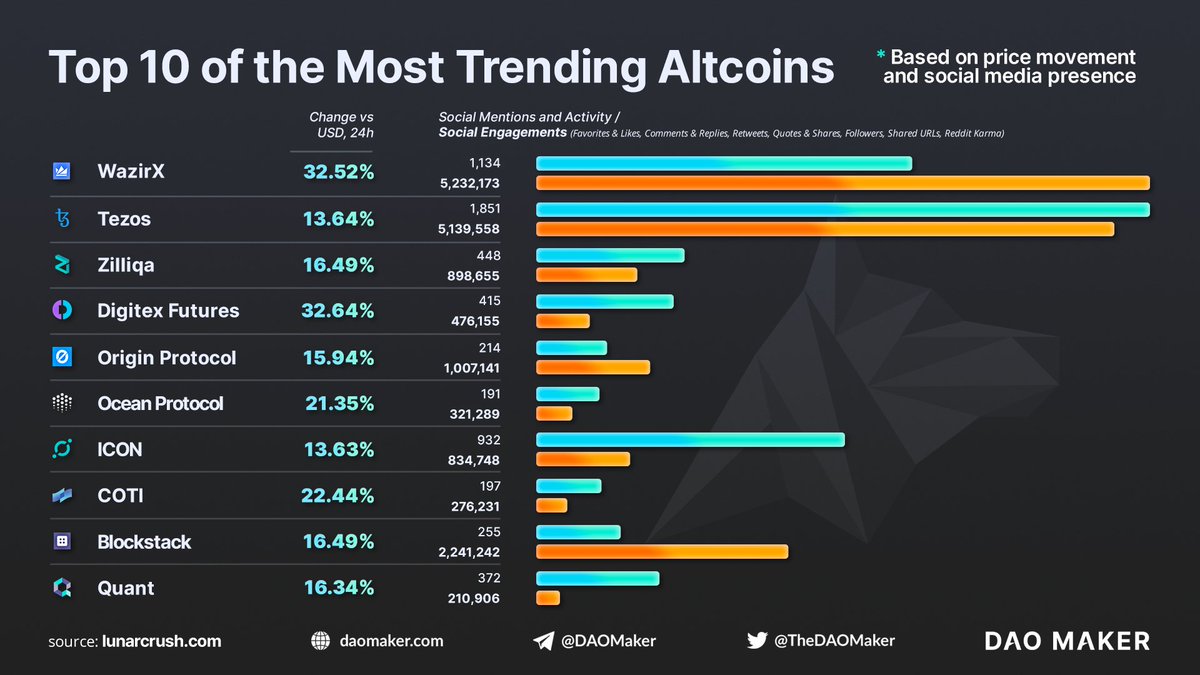 Top 10 of the Most Trending Altcoins
* Based on price movement
and social media presence
Change vs
USD, 24h
Social Mentions and Activity /
Social Engagements (Favorites & Likes, Comments & Replies, Retweets, Quotes & Shares, Followers, Shared URLs, Reddit Karma)
WazirX 32.52% 1,134
5,232,173
Tezos 13.64% 1,851
5,139,558
Zilliqa 16.49% 448
898,655
Digitex Futures 32.64% 415
476,155
Origin Protocol 15.94% 214
1,007,141
Ocean Protocol 21.35% 191
321,289
ICON 13.63% 932
834,748
COTI 22.44% 197
276,231
Blockstack 16.49% 255
2,241,242
Quant 16.34% 372
210,906
source: lunarcrush.com daomaker.com @DAOMaker @TheDAOMaker DAO MAKER